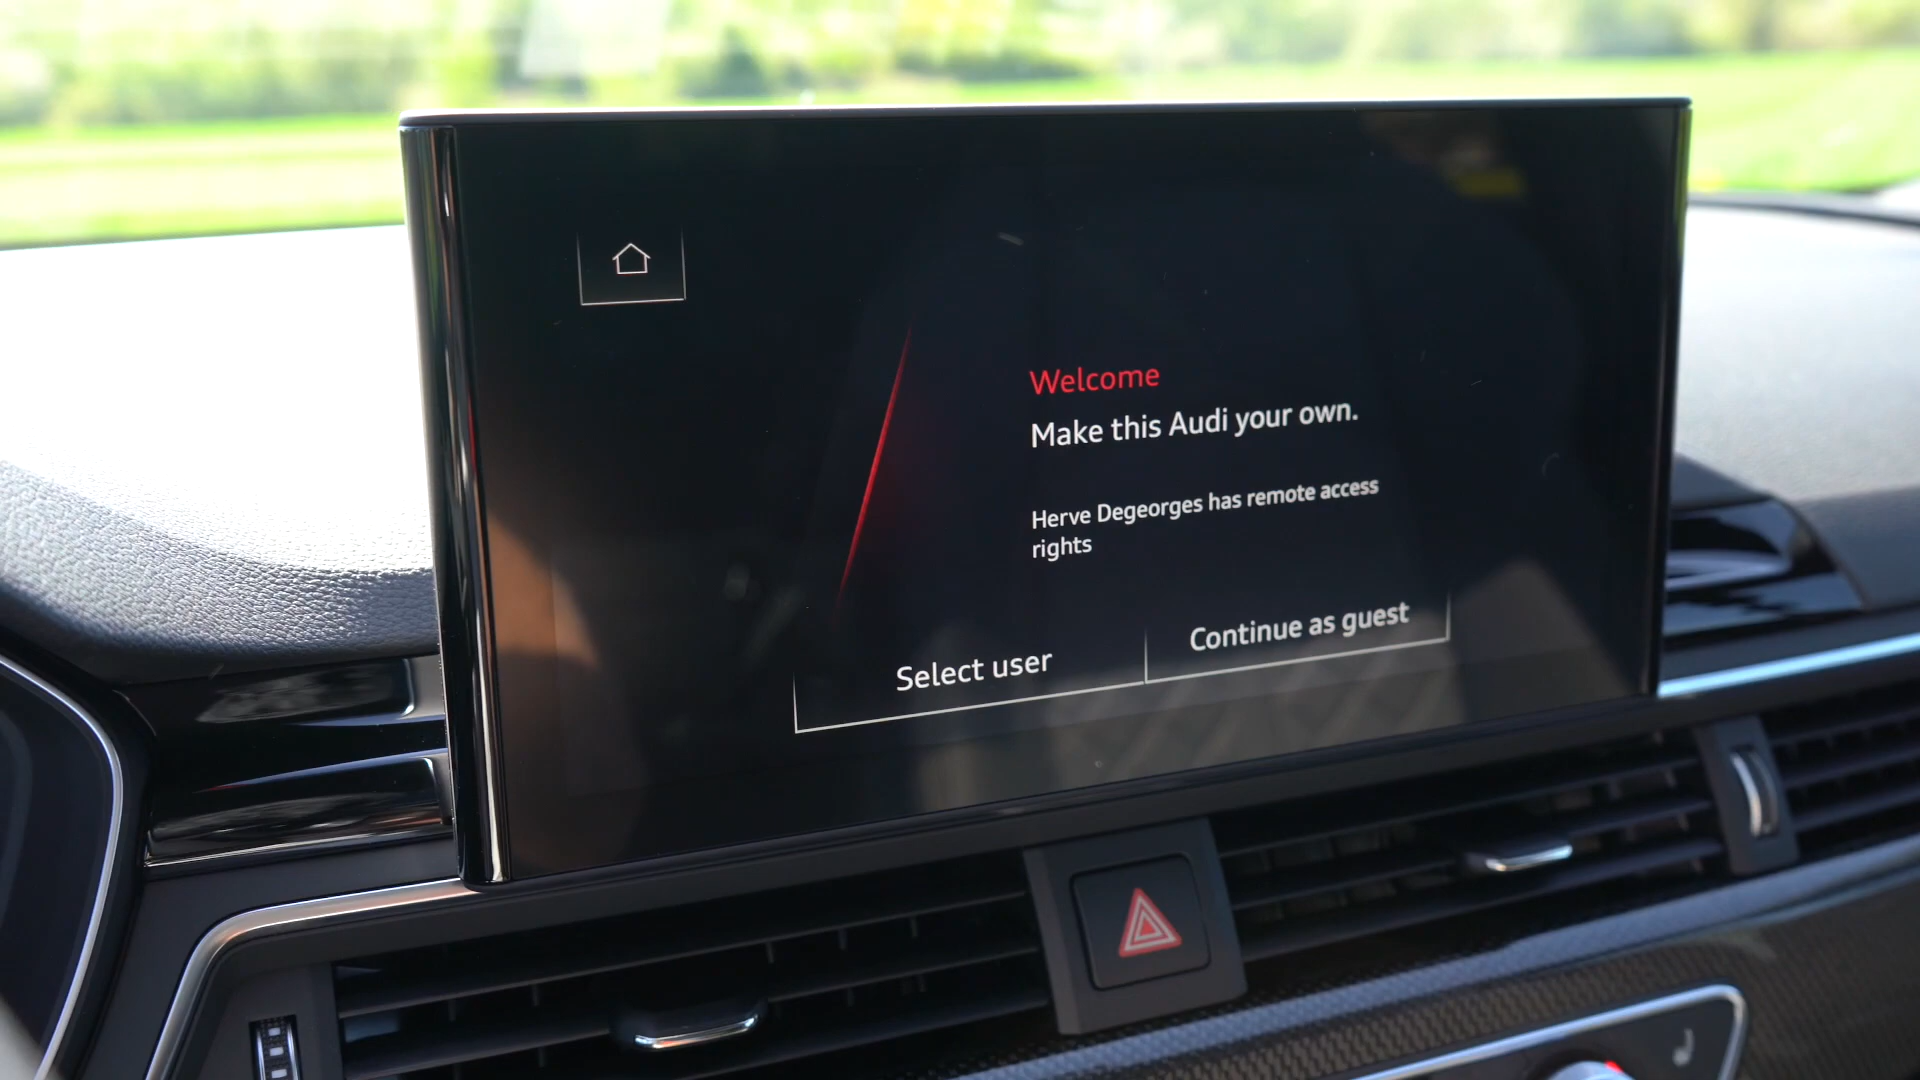 Welcome
Make this Audi your own.
Herve Degeorges has remote access
rights
Select user
Continue as guest